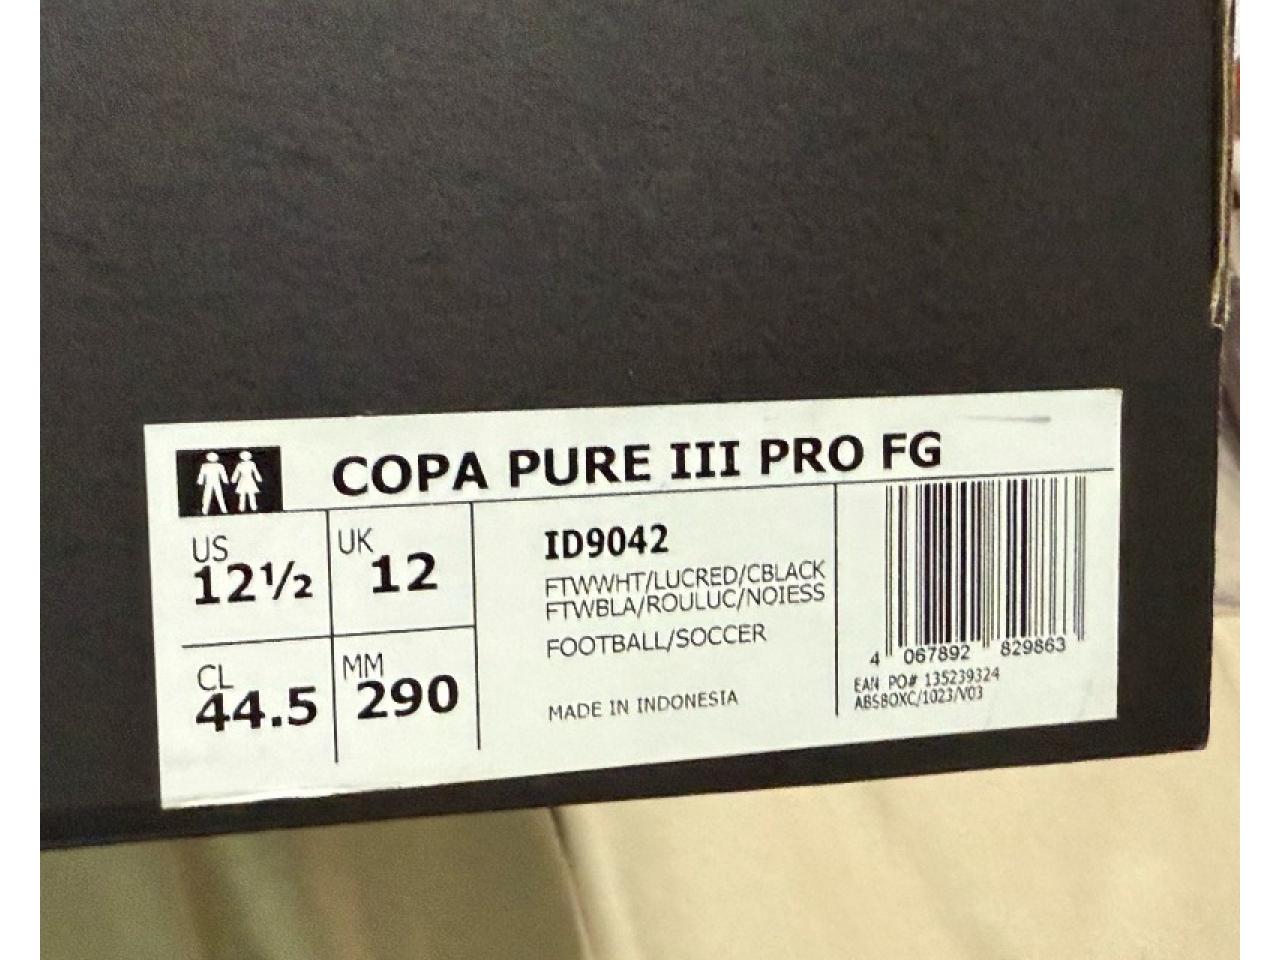 COPA PURE III PRO FG
US
12½
UK
12
CL
44.5
MM
290
ID9042
FTWWHT/LUCRED/CBLACK
FTWBLA/ROULUC/NOIESS
FOOTBALL/SOCCER
MADE IN INDONESIA
4 067892 829863
EAN PO# 135239324
ABSBOXC/1023/V03